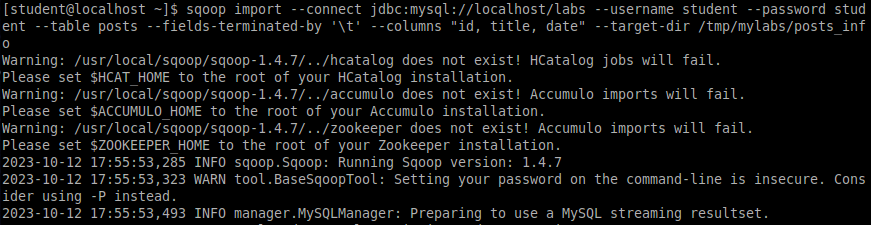 [student@localhost ~]$ sqoop import --connect jdbc:mysql://localhost/labs --username student --password stud
ent --table posts --fields-terminated-by '\t' --columns "id, title, date" --target-dir /tmp/mylabs/posts_inf
o
Warning: /usr/local/sqoop/sqoop-1.4.7/../hcatalog does not exist! HCatalog jobs will fail.
Please set $HCAT_HOME to the root of your HCatalog installation.
Warning: /usr/local/sqoop/sqoop-1.4.7/../accumulo does not exist! Accumulo imports will fail.
Please set $ACCUMULO_HOME to the root of your Accumulo installation.
Warning: /usr/local/sqoop/sqoop-1.4.7/../zookeeper does not exist! Accumulo imports will fail.
Please set $ZOOKEEPER_HOME to the root of your Zookeeper installation.
2023-10-12 17:55:53,285 INFO sqoop.Sqoop: Running Sqoop version: 1.4.7
2023-10-12 17:55:53,323 WARN tool.BaseSqoopTool: Setting your password on the command-line is insecure. Cons
ider using -P instead.
2023-10-12 17:55:53,493 INFO manager.MySQLManager: Preparing to use a MySQL streaming resultset.